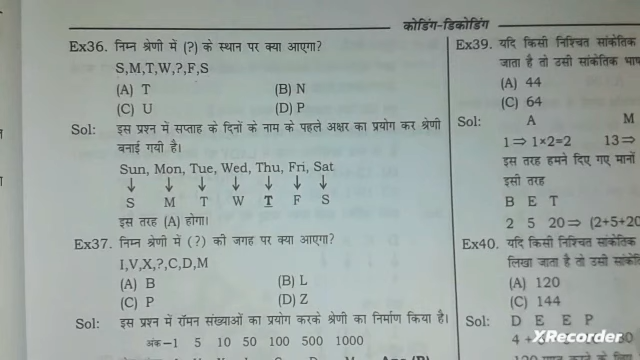 कोडिंग-डिकोडिंग
Ex36. निम्न श्रेणी में (?) के स्थान पर क्या आएगा?
S,M,T,W,?,F,S
(A) T (B) N
(C) U (D) P
Sol: इस प्रश्न में सप्ताह के दिनों के नाम के पहले अक्षर का प्रयोग कर श्रेणी
बनाई गयी है।
Sun, Mon, Tue, Wed, Thu, Fri, Sat
↓ ↓ ↓ ↓ ↓ ↓ ↓
S M T W T F S
इस तरह (A) होगा।
Ex37. निम्न श्रेणी में (?) की जगह पर क्या आएगा?
I,V,X,?,C,D,M
(A) B (B) L
(C) P (D) Z
Sol: इस प्रश्न में रॉमन संख्याओं का प्रयोग करके श्रेणी का निर्माण किया है।
अंक–1 5 10 50 100 500 1000
Ex39. यदि किसी निश्चित सांकेतिक
जाता है तो उसी सांकेतिक
(A) 44
(C) 64
Sol: A M
1⇒1×2=2 13⇒
इस तरह हमने दिए गए मानों
इसी तरह
B E T
2 5 20⇒(2+5+20
Ex40. यदि किसी निश्चित सांकेतिक
लिखा जाता है तो उसी
(A) 120
(C) 144
Sol: D E E P
XRecorder